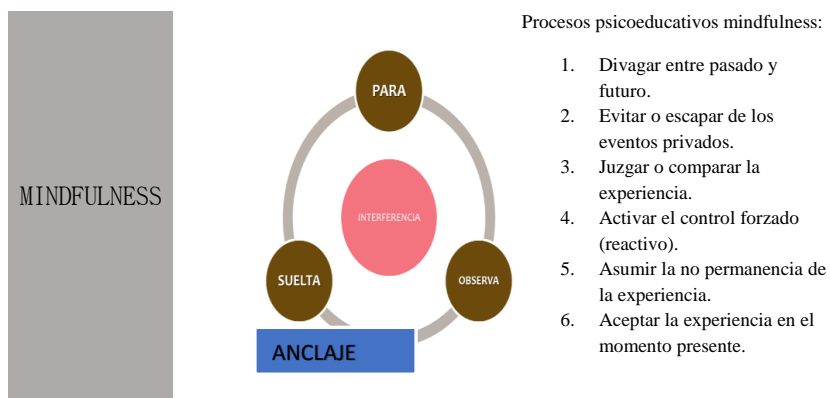 MINDFULNESS
PARA
INTERFERENCIA
SUELTA
OBSERVA
ANCLAJE
Procesos psicoeducativos mindfulness:
1. Divagar entre pasado y
futuro.
2. Evitar o escapar de los
eventos privados.
3. Juzgar o comparar la
experiencia.
4. Activar el control forzado
(reactivo).
5. Asumir la no permanencia de
la experiencia.
6. Aceptar la experiencia en el
momento presente.